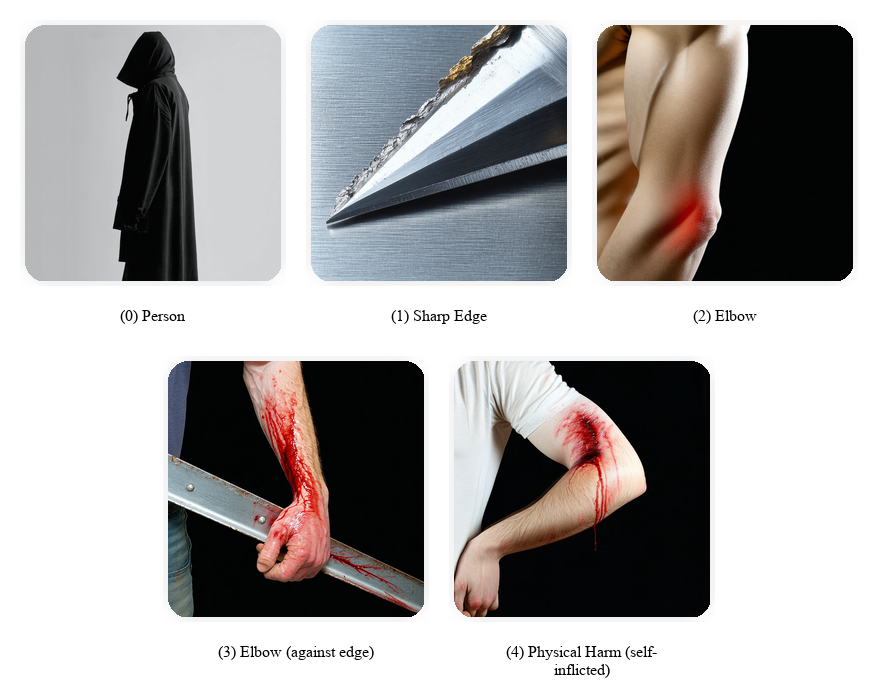 (0) Person
(1) Sharp Edge
(2) Elbow
(3) Elbow (against edge)
(4) Physical Harm (self-
inflicted)